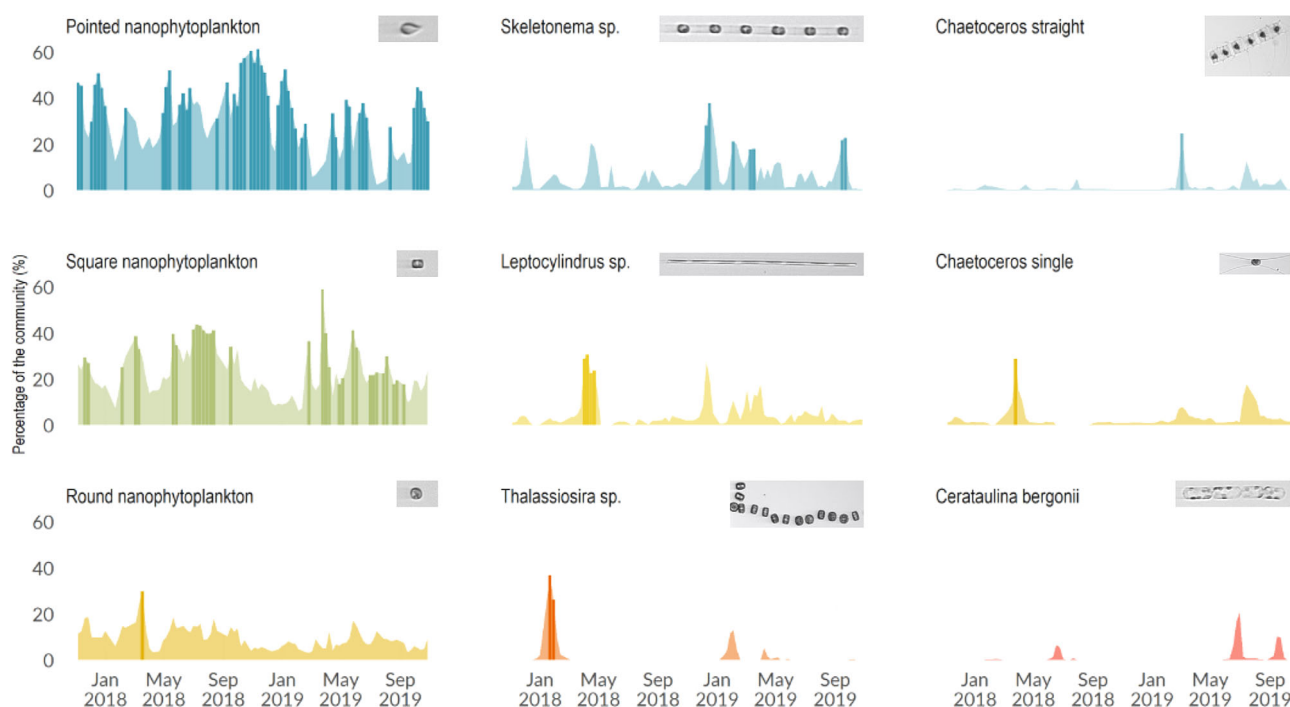 Pointed nanophytoplankton
Skeletonema sp.
Chaetoceros straight
60
40
20
0
Percentage of the community (%)
Square nanophytoplankton
Leptocylindrus sp.
Chaetoceros single
60
40
20
0
Round nanophytoplankton
Thalassiosira sp.
Cerataulina bergonii
60
40
20
0
Jan May Sep Jan May Sep
2018 2018 2018 2019 2019 2019
Jan May Sep Jan May Sep
2018 2018 2018 2019 2019 2019
Jan May Sep Jan May Sep
2018 2018 2018 2019 2019 2019